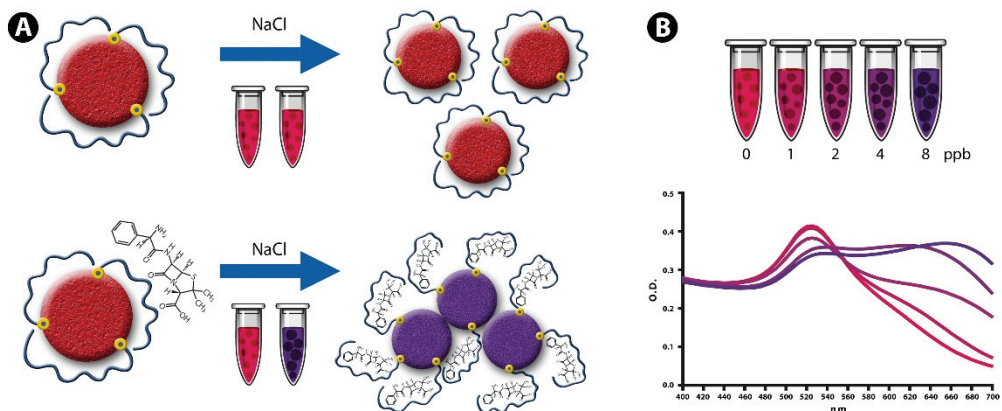 A
NaCl
NH₂
H
O
N
H
H
H
S
O
N
H
CH₃
CH₃
O
OH
NaCl
B
0 1 2 4 8 ppb
0.5
0.4
0.3
0.2
0.1
0.0
O.D.
400 420 440 460 480 500 520 540 560 580 600 620 640 660 680 700
nm